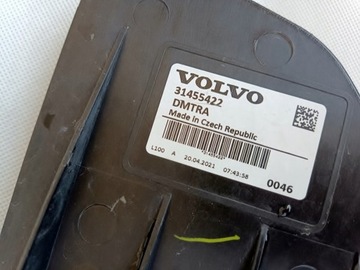 VOLVO
31455422
DMTRA
Made in Czech Republic
L100 A 20.04.2021 07:43:58 0046